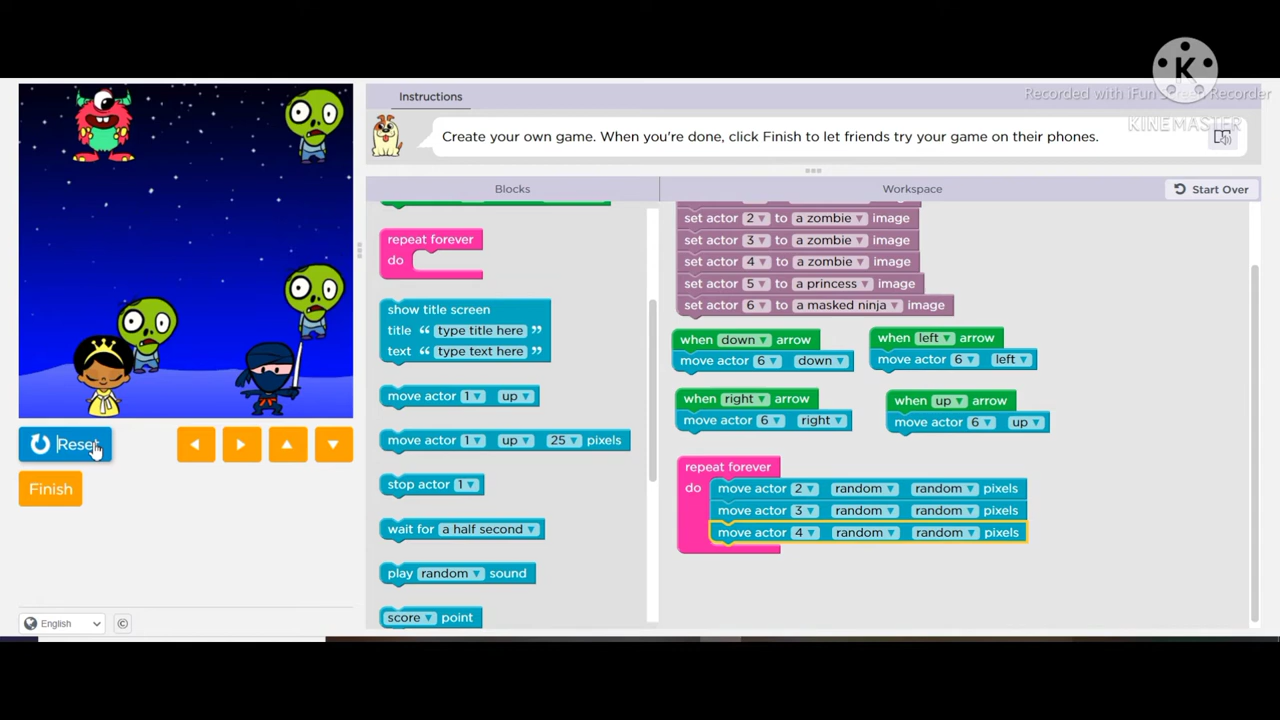 K
Recorded with iFun Screen Recorder
KINEMASTER
Instructions
Create your own game. When you're done, click Finish to let friends try your game on their phones.
Blocks
Workspace
Start Over
repeat forever
do
show title screen
title “ type title here ”
text “ type text here ”
move actor 1 up
move actor 1 up 25 pixels
stop actor 1
wait for a half second
play random sound
score point
set actor 2 to a zombie image
set actor 3 to a zombie image
set actor 4 to a zombie image
set actor 5 to a princess image
set actor 6 to a masked ninja image
when down arrow
move actor 6 down
when left arrow
move actor 6 left
when right arrow
move actor 6 right
when up arrow
move actor 6 up
repeat forever
do move actor 2 random random pixels
move actor 3 random random pixels
move actor 4 random random pixels
Reset
Finish
English
©